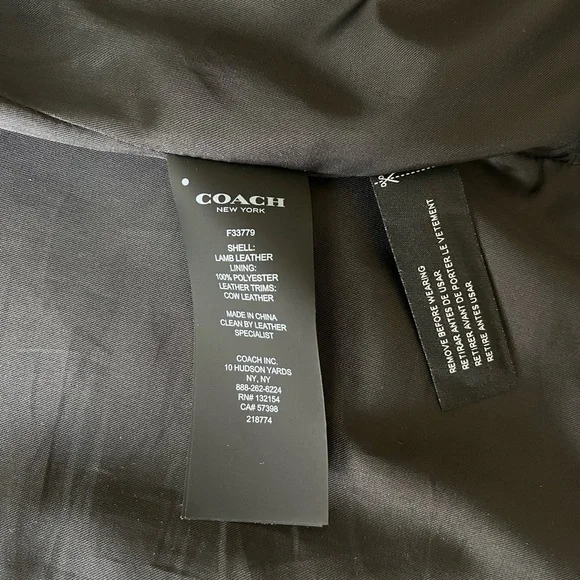 COACH
NEW YORK
F33779
SHELL:
LAMB LEATHER
LINING:
100% POLYESTER
LEATHER TRIMS:
COW LEATHER
MADE IN CHINA
CLEAN BY LEATHER
SPECIALIST
COACH INC.
10 HUDSON YARDS
NY, NY
888-262-6224
RN# 132154
CA# 57398
218774
REMOVE BEFORE WEARING
RETIRAR ANTES DE USAR
RETIRER AVANT DE PORTER LE VETEMENT
RETIRE ANTES USAR